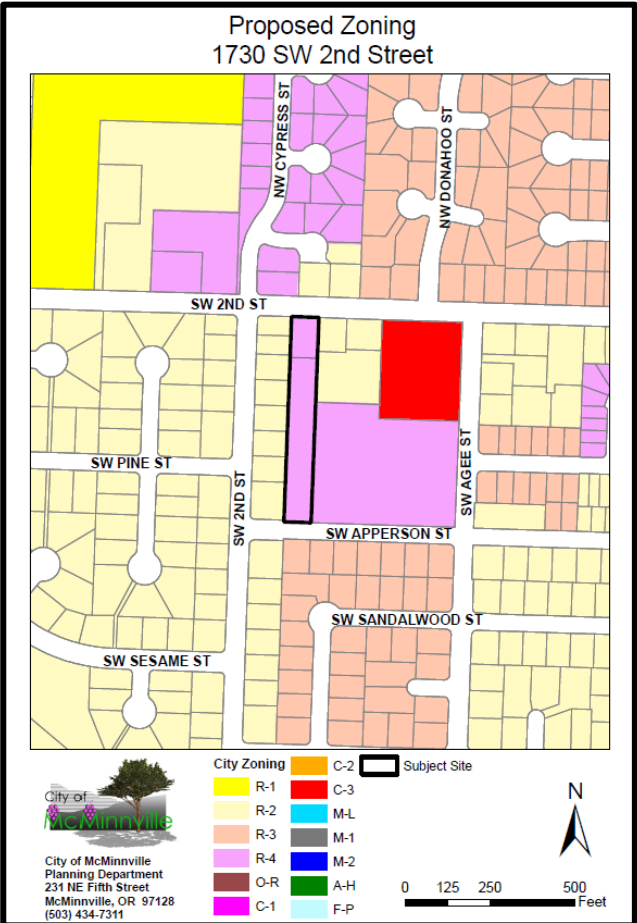 Proposed Zoning
1730 SW 2nd Street
NW CYPRESS ST
NW DONAHOO ST
SW 2ND ST
SW PINE ST
SW 2ND ST
SW AGEE ST
SW APPERSON ST
SW SANDALWOOD ST
SW SESAME ST
City of
McMinnville
City of McMinnville
Planning Department
231 NE Fifth Street
McMinnville, OR 97128
(503) 434-7311
City Zoning
R-1
R-2
R-3
R-4
O-R
C-1
C-2
C-3
M-L
M-1
M-2
A-H
F-P
Subject Site
N
0 125 250 500
Feet